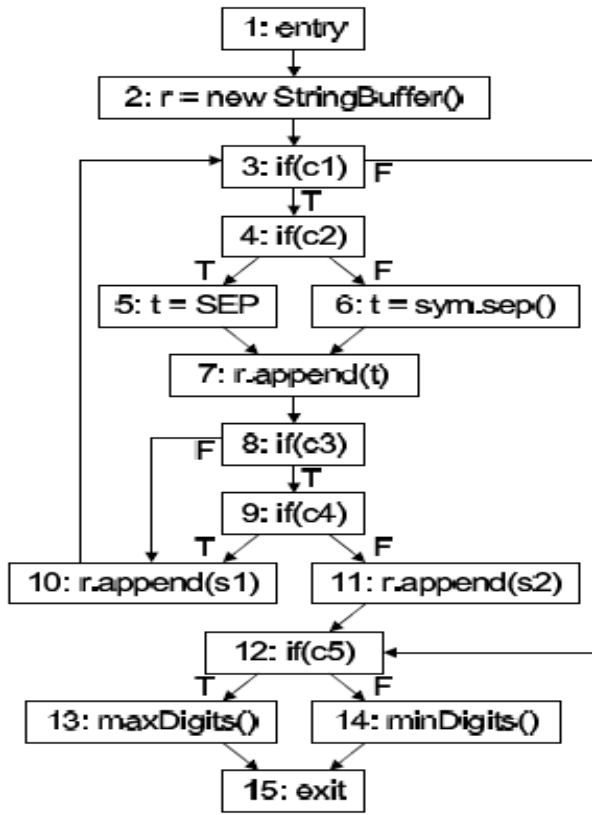 1: entry
2: r = new StringBuffer()
3: if(c1)
F
T
4: if(c2)
T
F
5: t = SEP
6: t = sym.sep()
7: r.append(t)
8: if(c3)
F
T
9: if(c4)
T
F
10: r.append(s1)
11: r.append(s2)
12: if(c5)
T
F
13: maxDigits()
14: minDigits()
15: exit